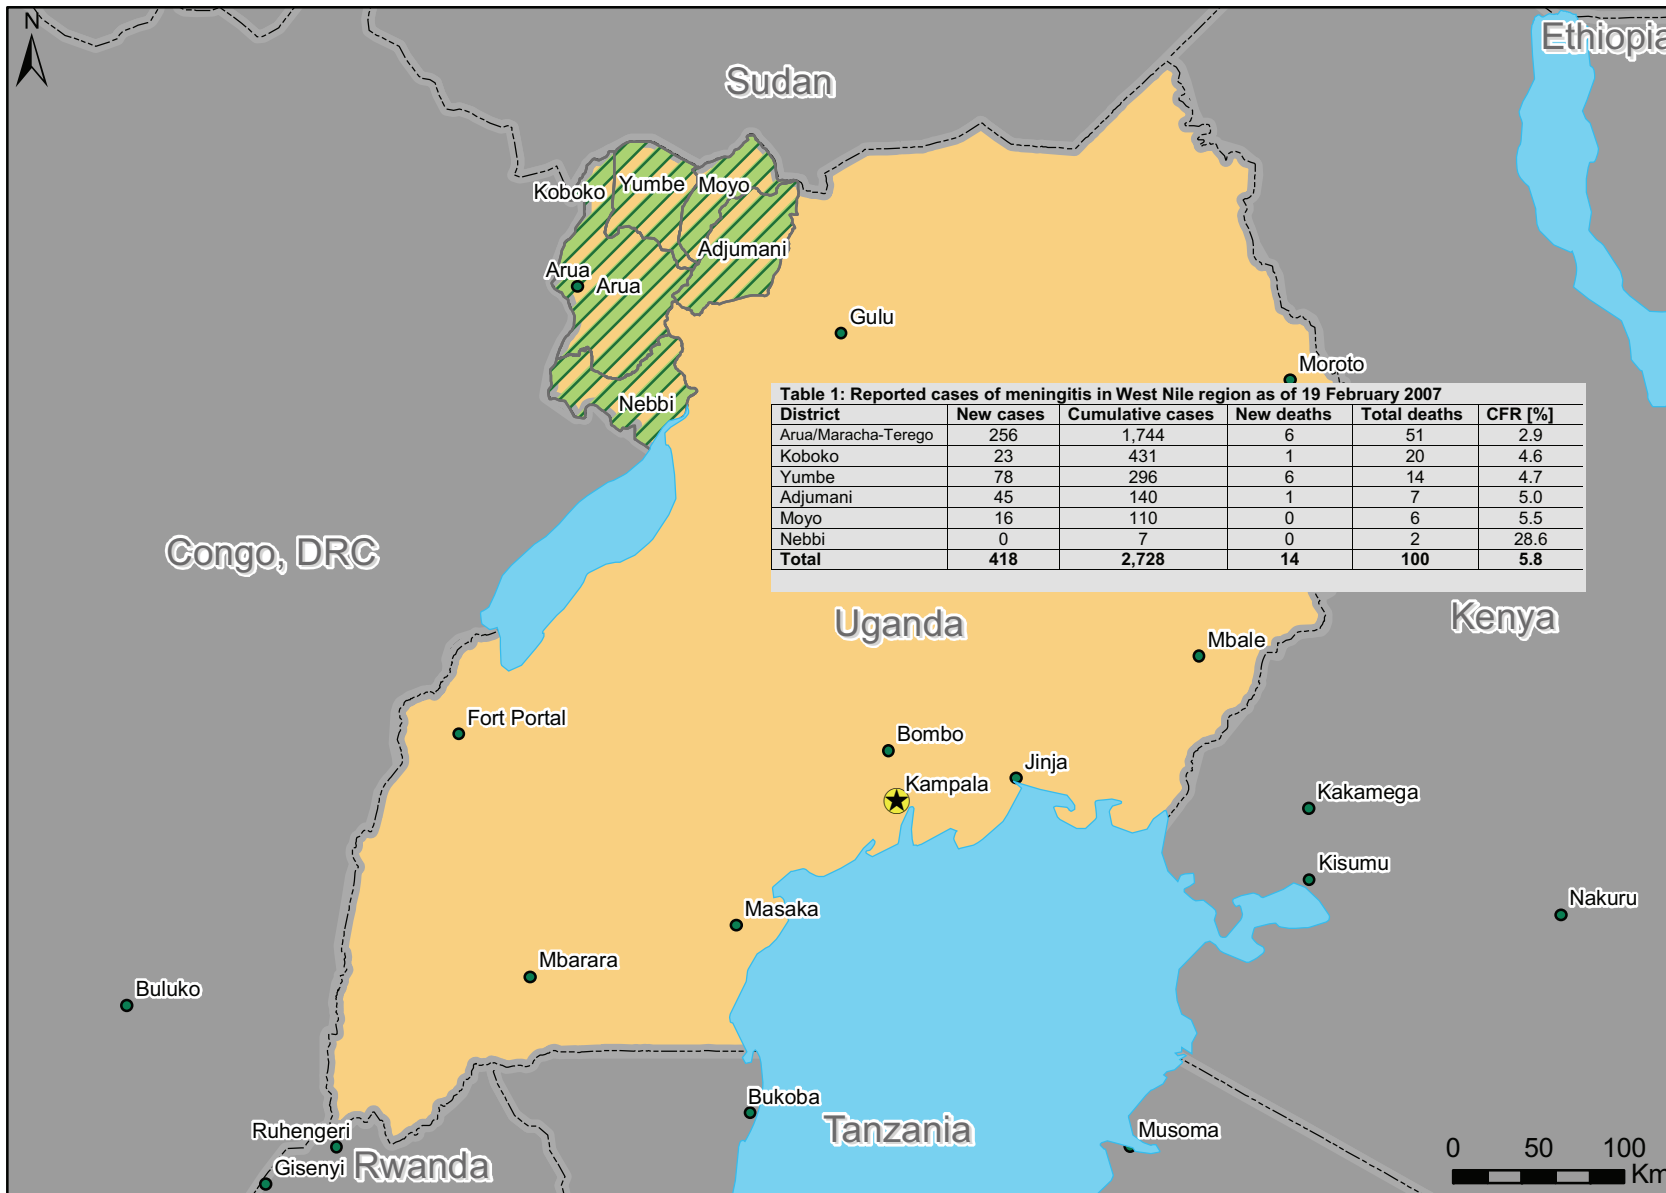 N
Ethiopia
Sudan
Koboko
Yumbe
Moyo
Adjumani
Arua
Arua
Gulu
Moroto
Nebbi
Table 1: Reported cases of meningitis in West Nile region as of 19 February 2007
District New cases Cumulative cases New deaths Total deaths CFR [%]
Arua/Maracha-Terego 256 1,744 6 51 2.9
Koboko 23 431 1 20 4.6
Yumbe 78 296 6 14 4.7
Adjumani 45 140 1 7 5.0
Moyo 16 110 0 6 5.5
Nebbi 0 7 0 2 28.6
Total 418 2,728 14 100 5.8
Congo, DRC
Uganda
Kenya
Mbale
Fort Portal
Bombo
Jinja
Kampala
Kakamega
Kisumu
Nakuru
Masaka
Mbarara
Buluko
Bukoba
Tanzania
Musoma
Ruhengeri
Gisenyi
Rwanda
0 50 100
Km